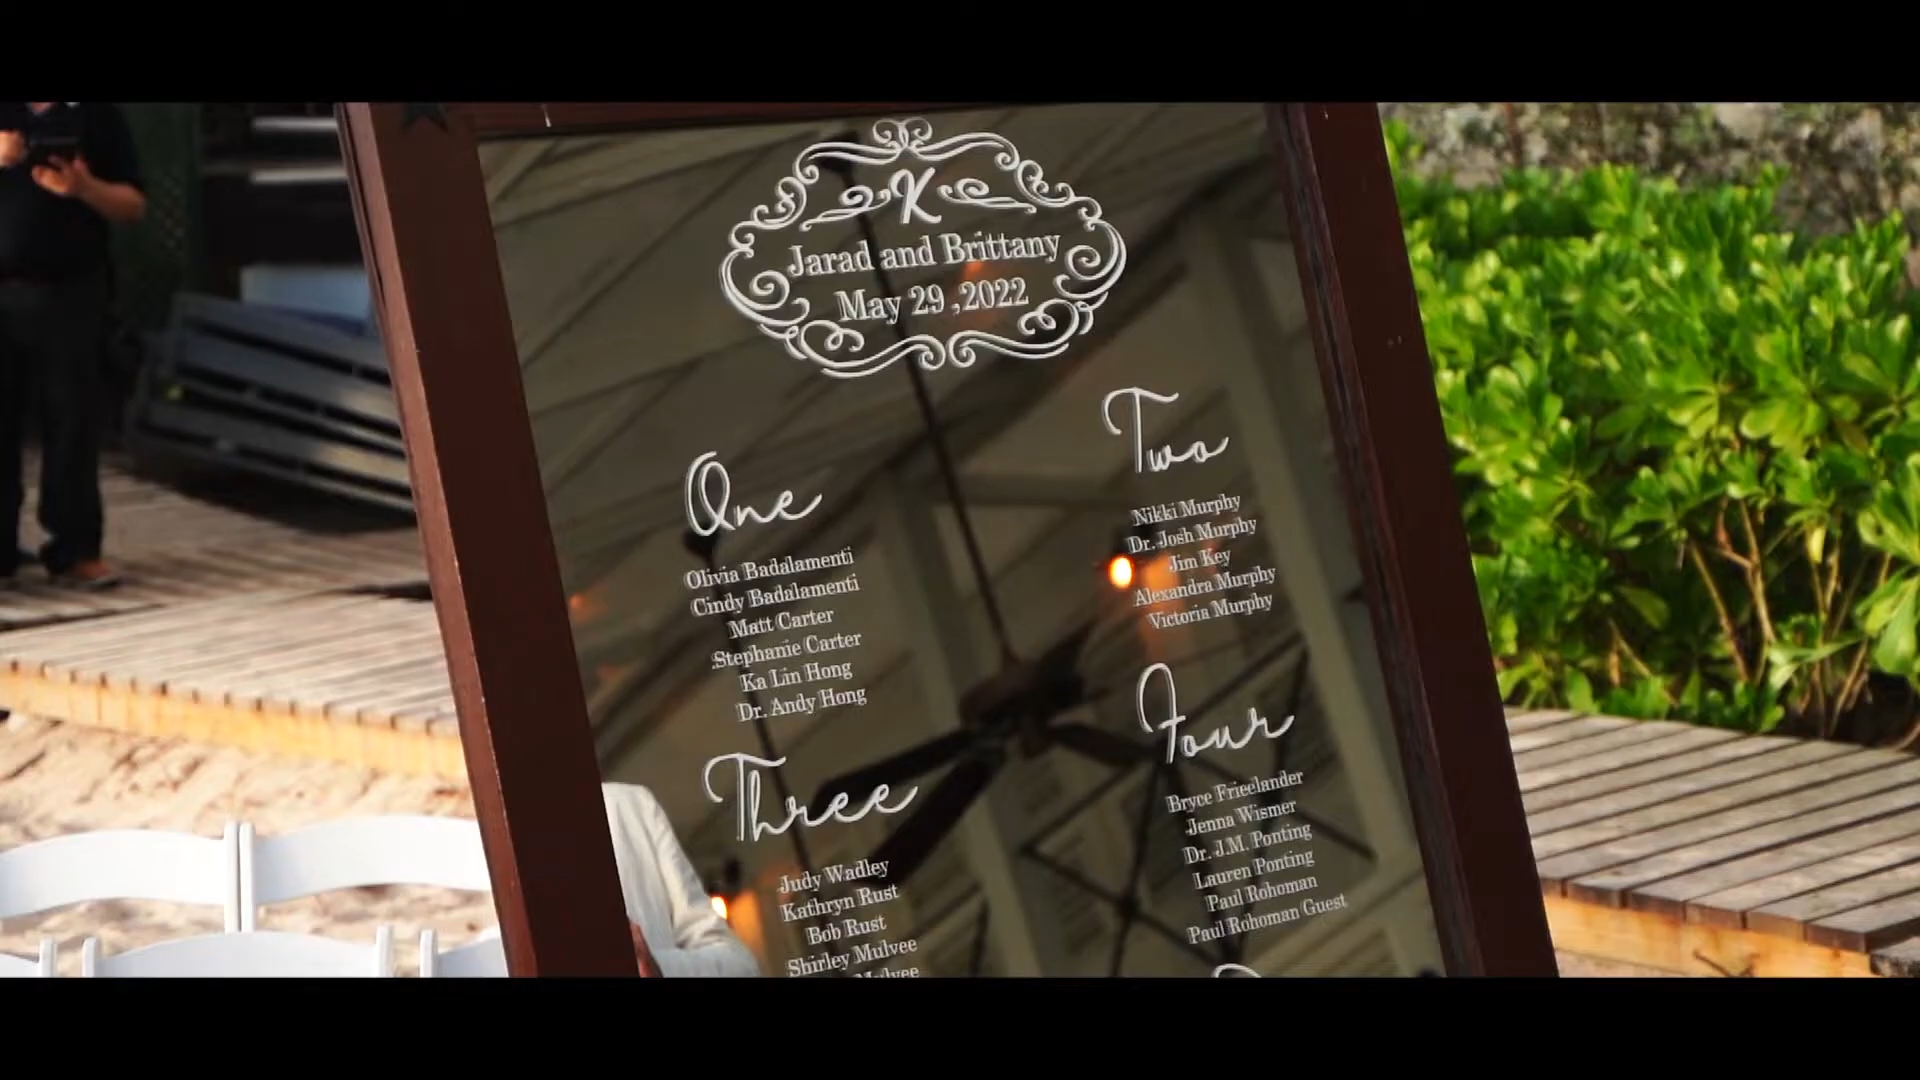 K
Jarad and Brittany
May 29 ,2022
One
Olivia Badalamenti
Cindy Badalamenti
Matt Carter
Stephanie Carter
Ka Lin Hong
Dr. Andy Hong
Two
Nikki Murphy
Dr. Josh Murphy
Jim Key
Alexandra Murphy
Victoria Murphy
Three
Judy Wadley
Kathryn Rust
Bob Rust
Shirley Mulvee
Mulvee
Four
Bryce Frieelander
Jenna Wismer
Dr. J.M. Ponting
Lauren Ponting
Paul Rohoman
Paul Rohoman Guest